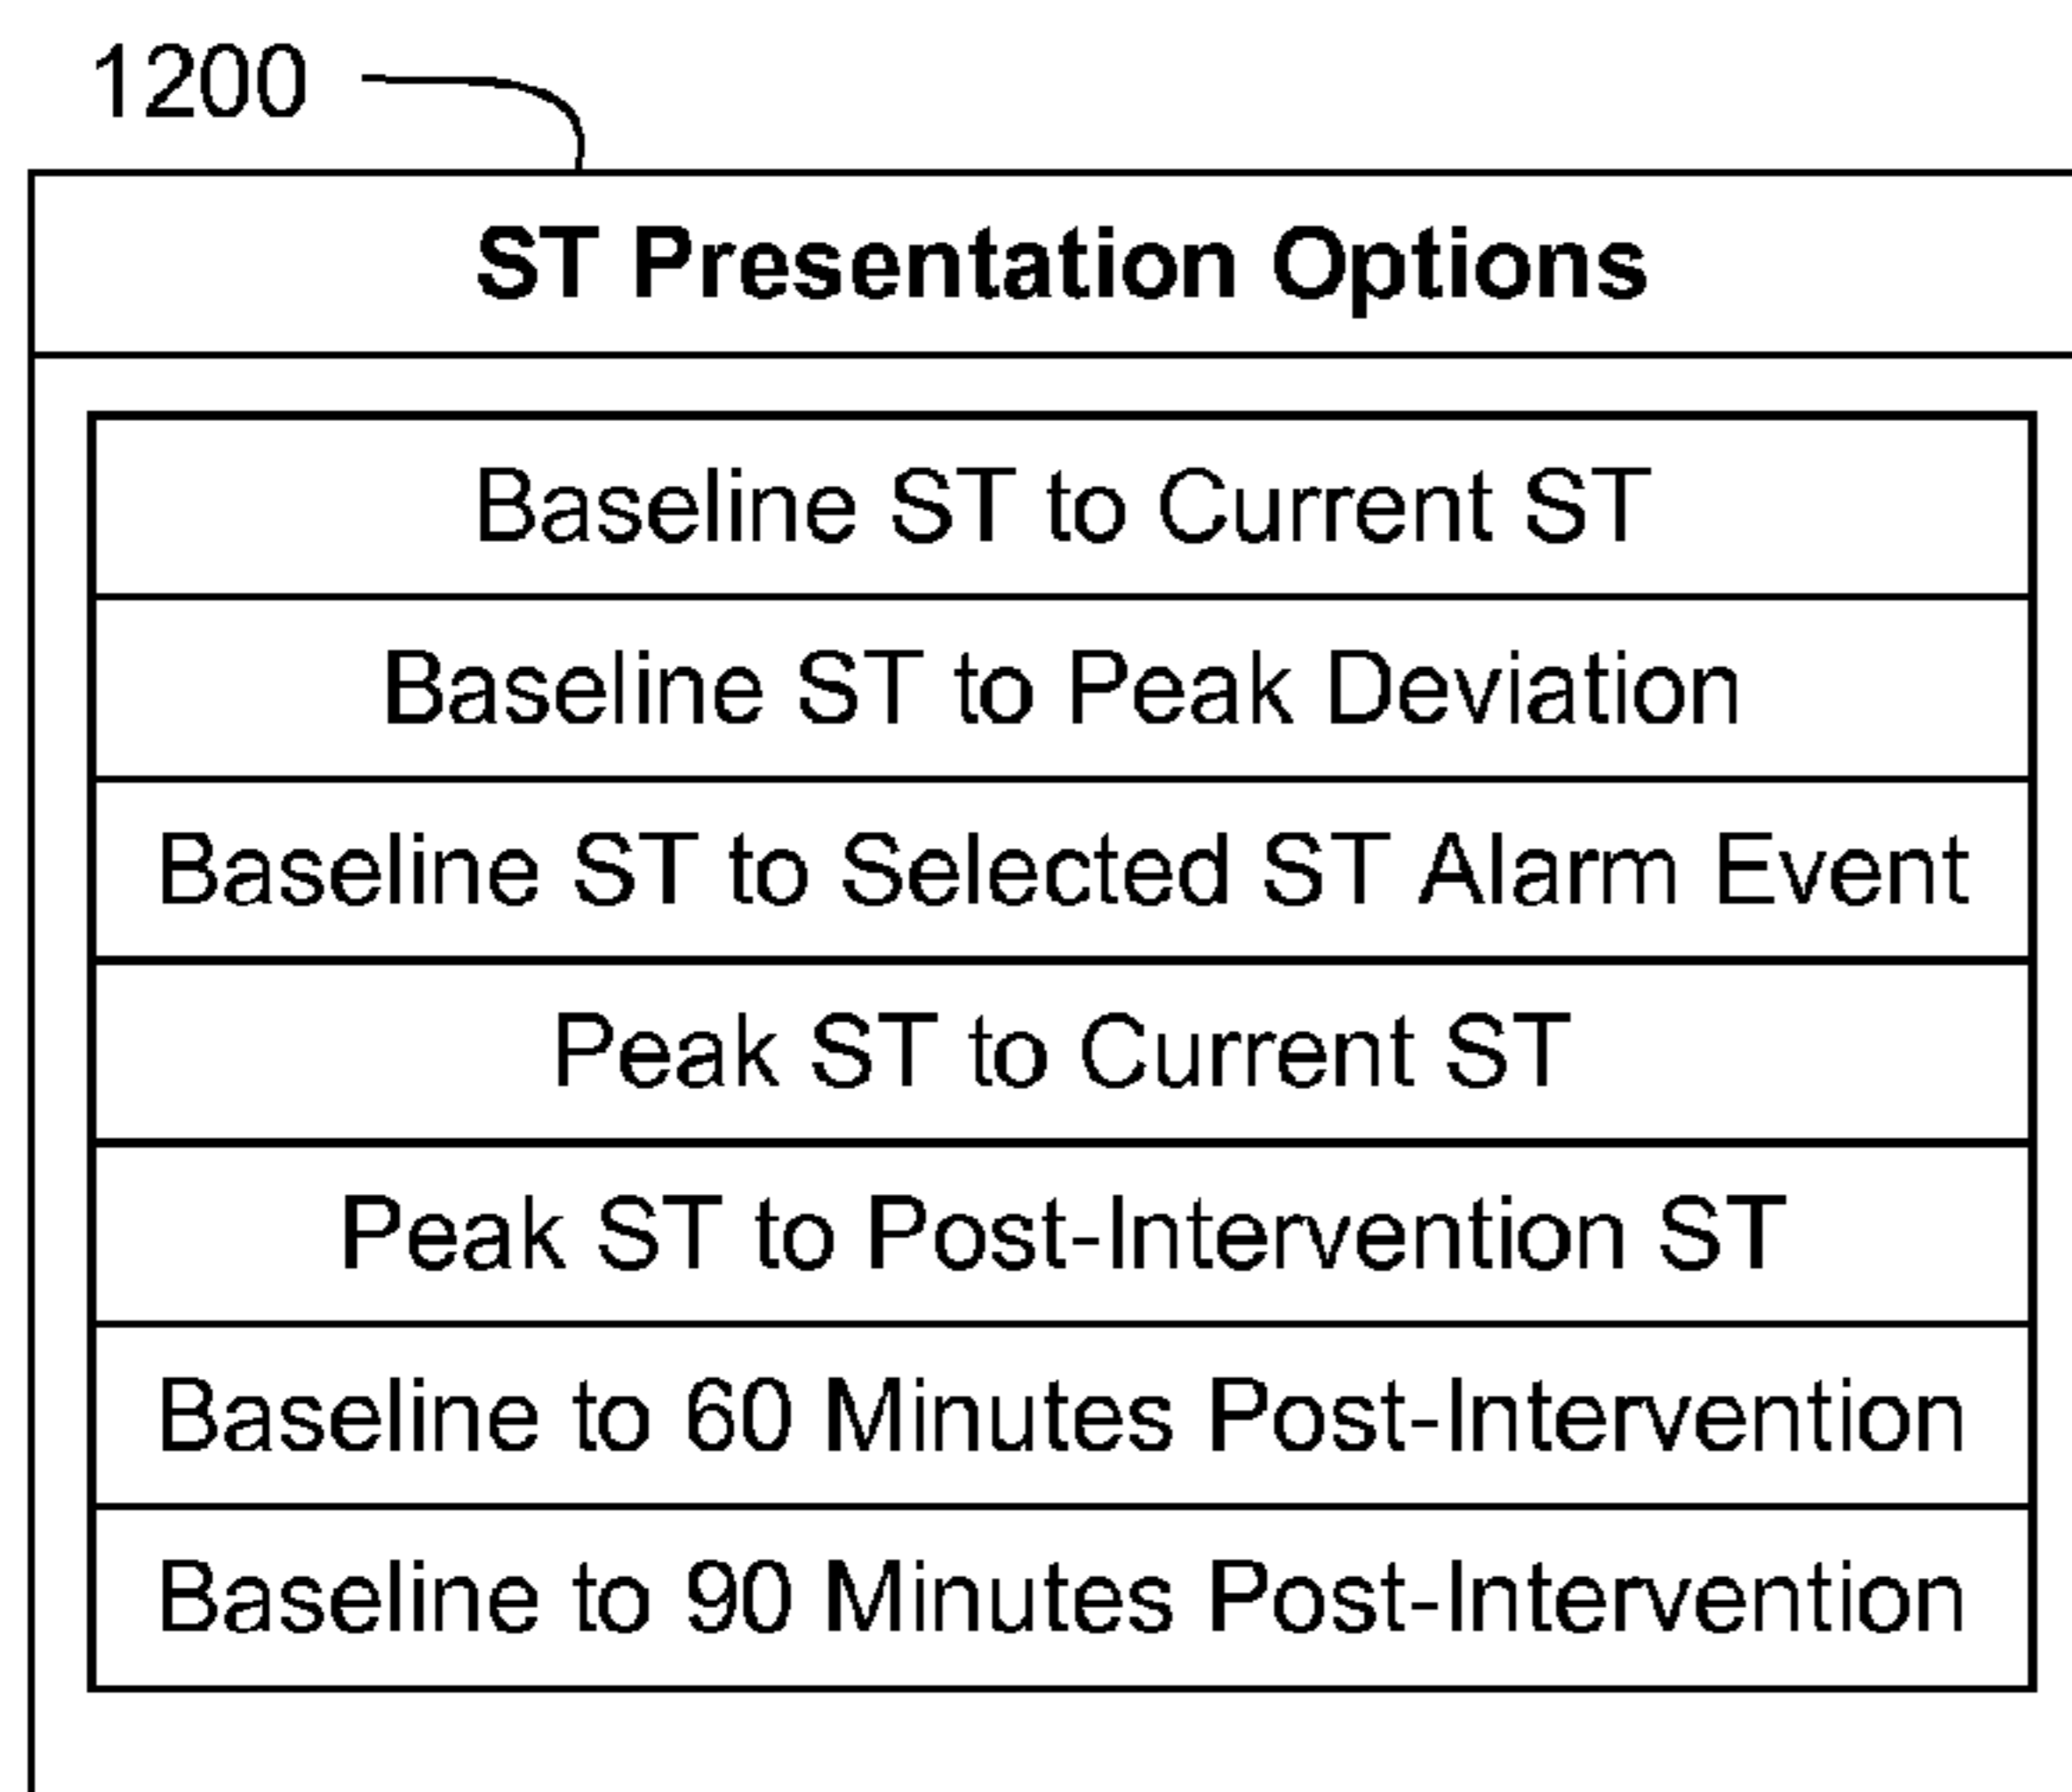 1200
ST Presentation Options
Baseline ST to Current ST
Baseline ST to Peak Deviation
Baseline ST to Selected ST Alarm Event
Peak ST to Current ST
Peak ST to Post-Intervention ST
Baseline to 60 Minutes Post-Intervention
Baseline to 90 Minutes Post-Intervention